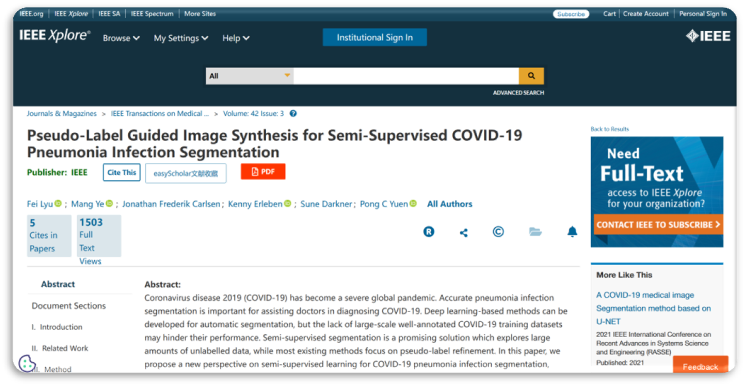 IEEE.org IEEE Xplore IEEE SA IEEE Spectrum More Sites Subscribe Cart Create Account Personal Sign In
IEEE Xplore® Browse My Settings Help Institutional Sign In IEEE
All
ADVANCED SEARCH
Journals & Magazines > IEEE Transactions on Medical ... > Volume: 42 Issue: 3 ?
Pseudo-Label Guided Image Synthesis for Semi-Supervised COVID-19
Pneumonia Infection Segmentation
Publisher: IEEE Cite This easyScholar文献收藏 PDF
Fei Lyu iD ; Mang Ye iD ; Jonathan Frederik Carlsen ; Kenny Erleben iD ; Sune Darkner ; Pong C Yuen iD All Authors
5
Cites in
Papers
1503
Full
Text
Views
R ©
Abstract
Document Sections
I. Introduction
II. Related Work
III. Method
Abstract:
Coronavirus disease 2019 (COVID-19) has become a severe global pandemic. Accurate pneumonia infection
segmentation is important for assisting doctors in diagnosing COVID-19. Deep learning-based methods can be
developed for automatic segmentation, but the lack of large-scale well-annotated COVID-19 training datasets
may hinder their performance. Semi-supervised segmentation is a promising solution which explores large
amounts of unlabelled data, while most existing methods focus on pseudo-label refinement. In this paper, we
propose a new perspective on semi-supervised learning for COVID-19 pneumonia infection segmentation,
Back to Results
Need
Full-Text
access to IEEE Xplore
for your organization?
CONTACT IEEE TO SUBSCRIBE >
More Like This
A COVID-19 medical image
Segmentation method based on
U-NET
2021 IEEE International Conference on
Recent Advances in Systems Science
and Engineering (RASSE)
Published: 2021
Feedback